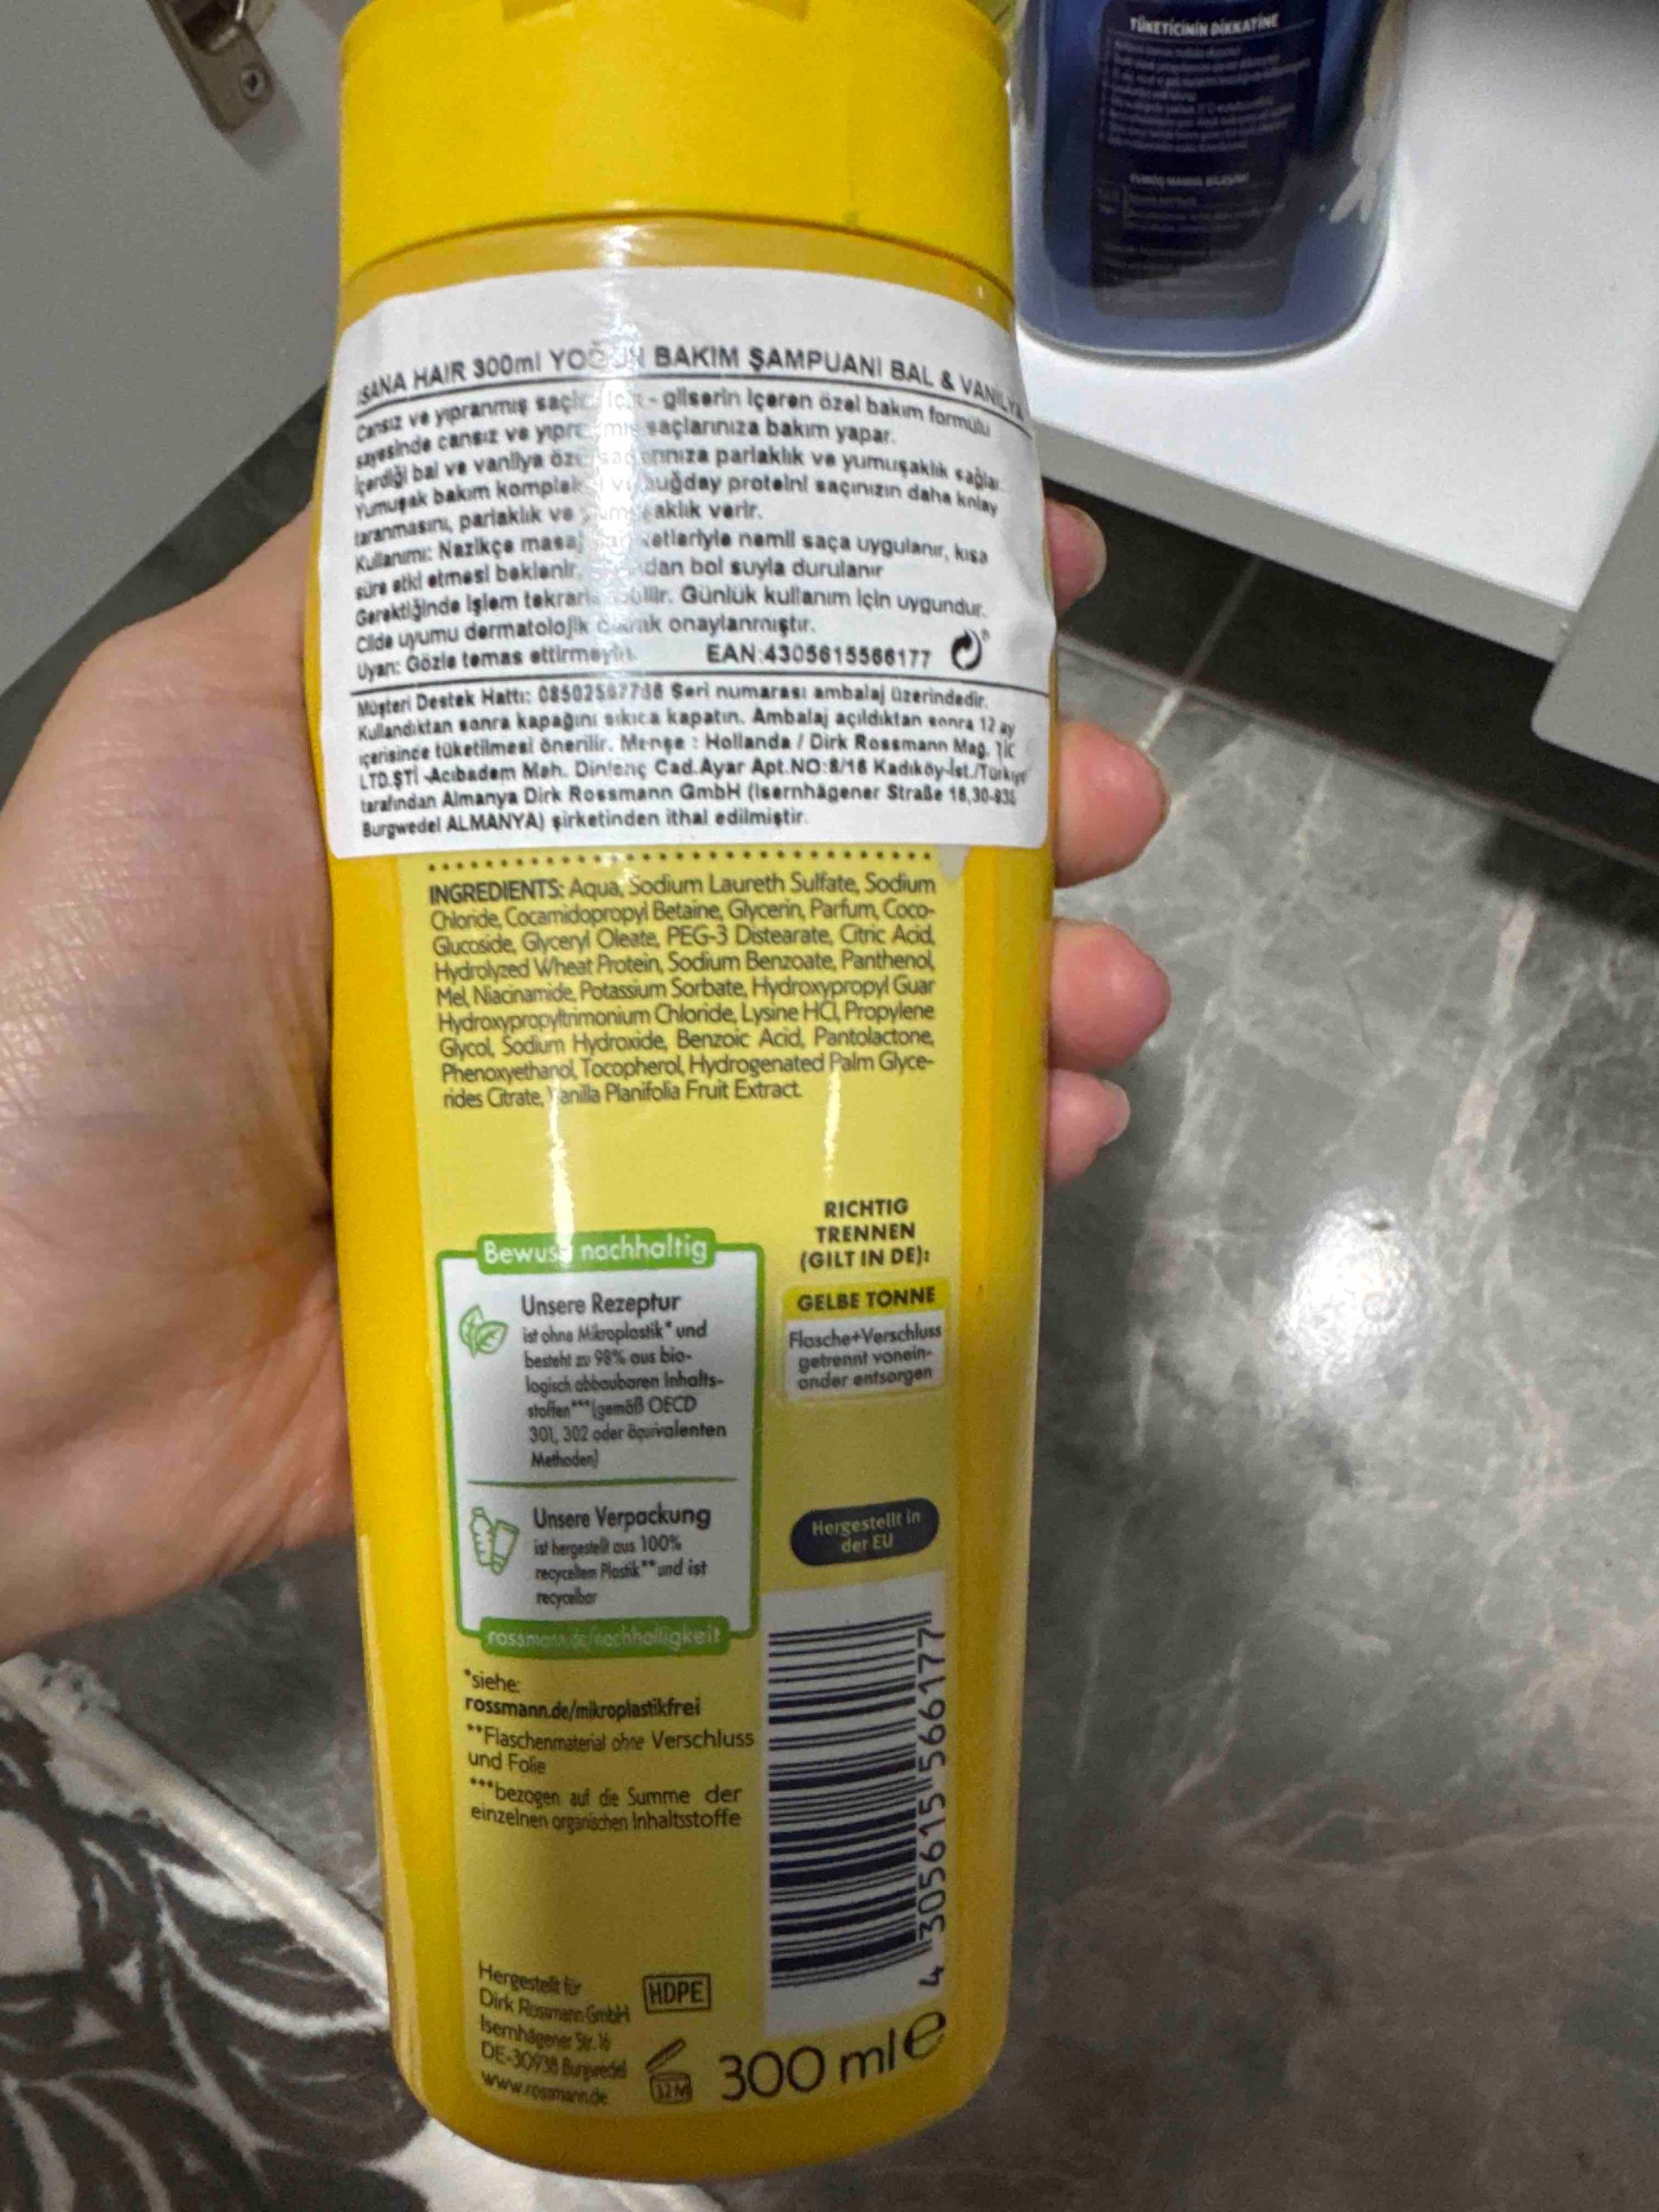 TÜKETİCİNİN DİKKATİNE
ISANA HAIR 300ml YOĞUN BAKIM ŞAMPUANI BAL & VANİLYA
Cansız ve yıpranmış saçlar için - gliserin içeren özel bakım formülü
sayesinde cansız ve yıpranmış saçlarınıza bakım yapar.
İçerdiği bal ve vanilya özü saçlarınıza parlaklık ve yumuşaklık sağlar.
Yumuşak bakım kompleksi ve buğday proteini saçınızın daha kolay
taranmasını, parlaklık ve yumuşaklık verir.
Kullanımı: Nazikçe masaj hareketleriyle nemli saça uygulanır, kısa
süre etki etmesi beklenir, dan bol suyla durulanır
Gerektiğinde işlem tekrarlanabilir. Günlük kullanım için uygundur.
Cilde uyumu dermatolojik olarak onaylanmıştır.
Uyarı: Gözle temas ettirmeyin. EAN:4305615566177
Müşteri Destek Hattı: 08502597738 Seri numarası ambalaj üzerindedir.
Kullandıktan sonra kapağını sıkıca kapatın. Ambalaj açıldıktan sonra 12 ay
içerisince tüketilmesi önerilir. Menşe : Hollanda / Dirk Rossmann Mağ. Tic
LTD.ŞTİ -Acıbadem Mah. Dinlenç Cad.Ayar Apt.NO:8/16 Kadıköy-İst./Türkiye
tarafından Almanya Dirk Rossmann GmbH (Isernhägener Straße 16,30-938
Burgwedel ALMANYA) şirketinden ithal edilmiştir.
INGREDIENTS: Aqua, Sodium Laureth Sulfate, Sodium
Chloride, Cocamidopropyl Betaine, Glycerin, Parfum, Coco-
Glucoside, Glyceryl Oleate, PEG-3 Distearate, Citric Acid,
Hydrolyzed Wheat Protein, Sodium Benzoate, Panthenol,
Mel, Niacinamide, Potassium Sorbate, Hydroxypropyl Guar
Hydroxypropyltrimonium Chloride, Lysine HCl, Propylene
Glycol, Sodium Hydroxide, Benzoic Acid, Pantolactone,
Phenoxyethanol, Tocopherol, Hydrogenated Palm Glyce-
rides Citrate, Vanilla Planifolia Fruit Extract.
Bewusst nachhaltig
Unsere Rezeptur
ist ohne Mikroplastik* und
besteht zu 98% aus bio-
logisch abbaubaren Inhalts-
stoffen***(gemäß OECD
301, 302 oder äquivalenten
Methoden)
Unsere Verpackung
ist hergestellt aus 100%
recyceltem Plastik** und ist
recycelbar
rossmann.de/nachhaltigkeit
RICHTIG
TRENNEN
(GILT IN DE):
GELBE TONNE
Flasche+Verschluss
getrennt vonein-
ander entsorgen
Hergestellt in
der EU
*siehe:
rossmann.de/mikroplastikfrei
**Flaschenmaterial ohne Verschluss
und Folie
***bezogen auf die Summe der
einzelnen organischen Inhaltsstoffe
4 305615 566177
Hergestellt für
Dirk Rossmann GmbH
Isernhägener Str. 16
DE-30938 Burgwedel
www.rossmann.de
HDPE
12M
300 ml e